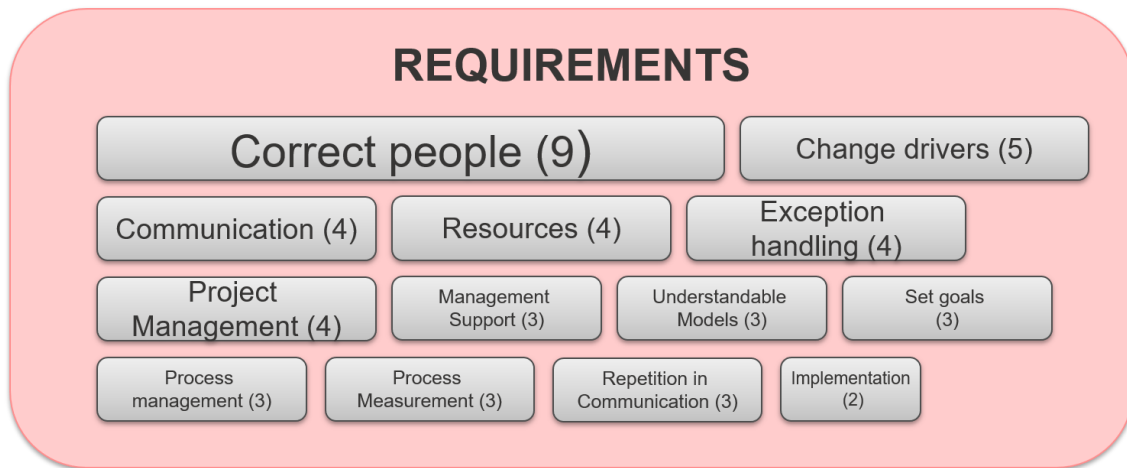 REQUIREMENTS
Correct people (9)
Change drivers (5)
Communication (4)
Resources (4)
Exception
handling (4)
Project
Management (4)
Management
Support (3)
Understandable
Models (3)
Set goals
(3)
Process
management (3)
Process
Measurement (3)
Repetition in
Communication (3)
Implementation
(2)